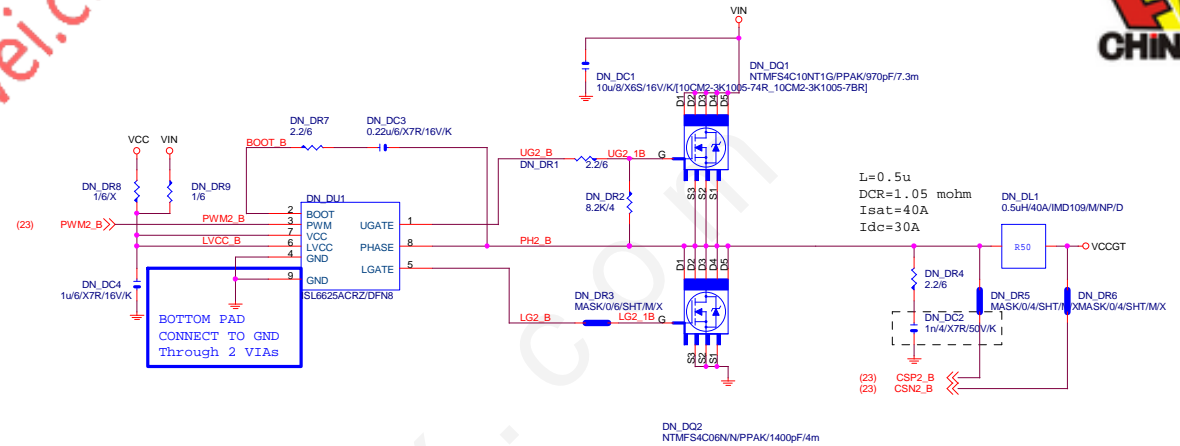 ei.c
CHiN
VIN
DN_DC1
10u/8/X6S/16V/K/[10CM2-3K1005-74R_10CM2-3K1005-7BR]
DN_DQ1
NTMFS4C10NT1G/PPAK/970pF/7.3m
D1 D2 D3 D4 D5
G
S3 S2 S1
DN_DR7
2.2/6
DN_DC3
0.22u/6/X7R/16V/K
BOOT_B
VCC VIN
DN_DR8
1/6/X
DN_DR9
1/6
UG2_B
DN_DR1
2.2/6
UG2_1B
DN_DR2
8.2K/4
(23) PWM2_B
PWM2_B
LVCC_B
DN_DU1
2 BOOT
3 PWM
7 VCC
6 LVCC
4 GND
9 GND
UGATE 1
PHASE 8
LGATE 5
ISL6625ACRZ/DFN8
PH2_B
L=0.5u
DCR=1.05 mohm
Isat=40A
Idc=30A
DN_DL1
0.5uH/40A/IMD109/M/NP/D
R50
VCCGT
DN_DC4
1u/6/X7R/16V/K
BOTTOM PAD
CONNECT TO GND
Through 2 VIAs
LG2_B
DN_DR3
MASK/0/6/SHT/M/X
LG2_1B
G
D1 D2 D3 D4 D5
S3 S2 S1
DN_DR4
2.2/6
DN_DC2
1n/4/X7R/50V/K
DN_DR5
MASK/0/4/SHT/M/X
DN_DR6
MASK/0/4/SHT/M/X
(23) CSP2_B
(23) CSN2_B
DN_DQ2
NTMFS4C06N/N/PPAK/1400pF/4m